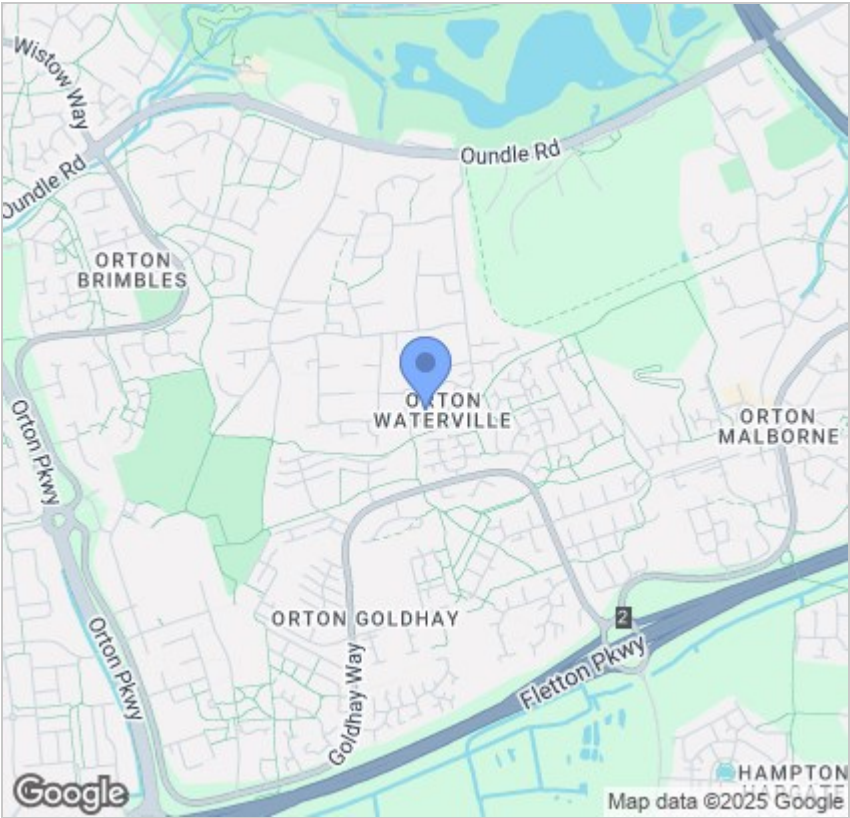 Wistow Way
Oundle Rd
Oundle Rd
ORTON
BRIMBLES
ORTON
WATERVILLE
ORTON
MALBORNE
Orton Pkwy
ORTON GOLDHAY
2
Orton Pkwy
Goldhay Way
Fletton Pkwy
HAMPTON
HARGATE
Google
Map data ©2025 Google